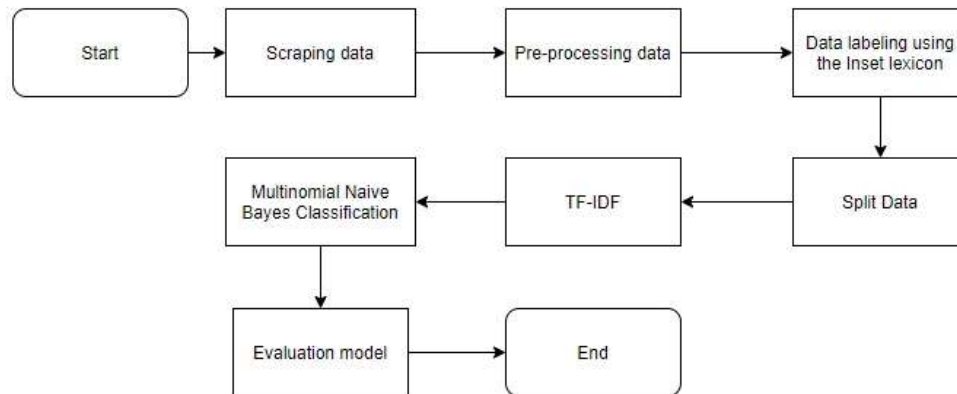 Start
Scraping data
Pre-processing data
Data labeling using
the Inset lexicon
Split Data
TF-IDF
Multinomial Naive
Bayes Classification
Evaluation model
End